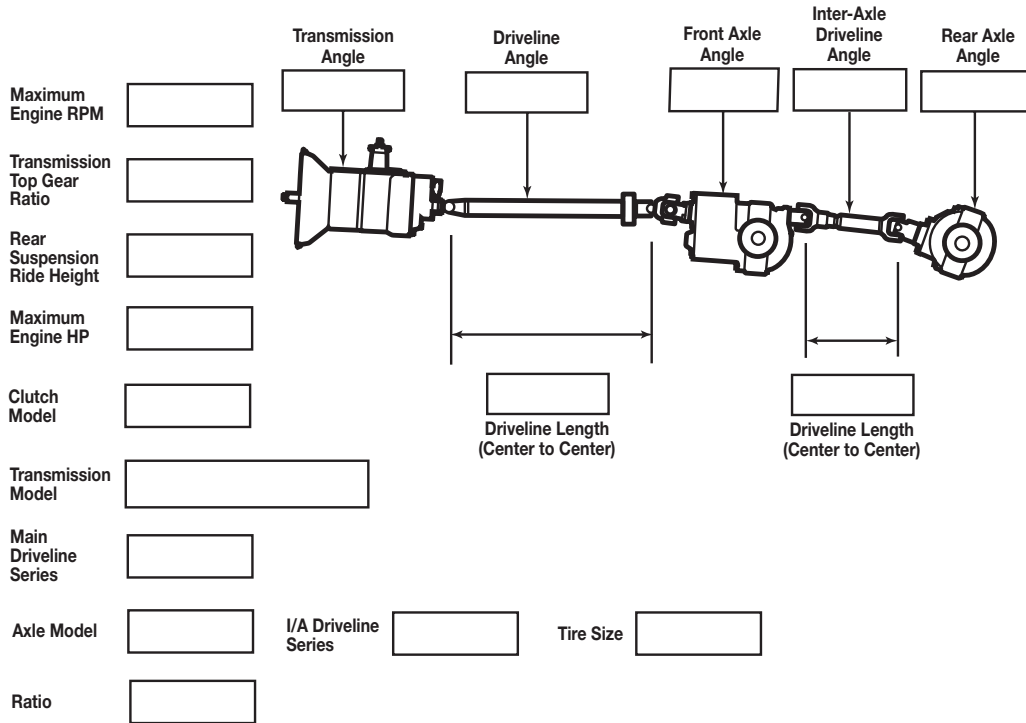 Transmission
Angle
Driveline
Angle
Front Axle
Angle
Inter-Axle
Driveline
Angle
Rear Axle
Angle
Maximum
Engine RPM
Transmission
Top Gear
Ratio
Rear
Suspension
Ride Height
Maximum
Engine HP
Clutch
Model
Driveline Length
(Center to Center)
Driveline Length
(Center to Center)
Transmission
Model
Main
Driveline
Series
Axle Model
I/A Driveline
Series
Tire Size
Ratio